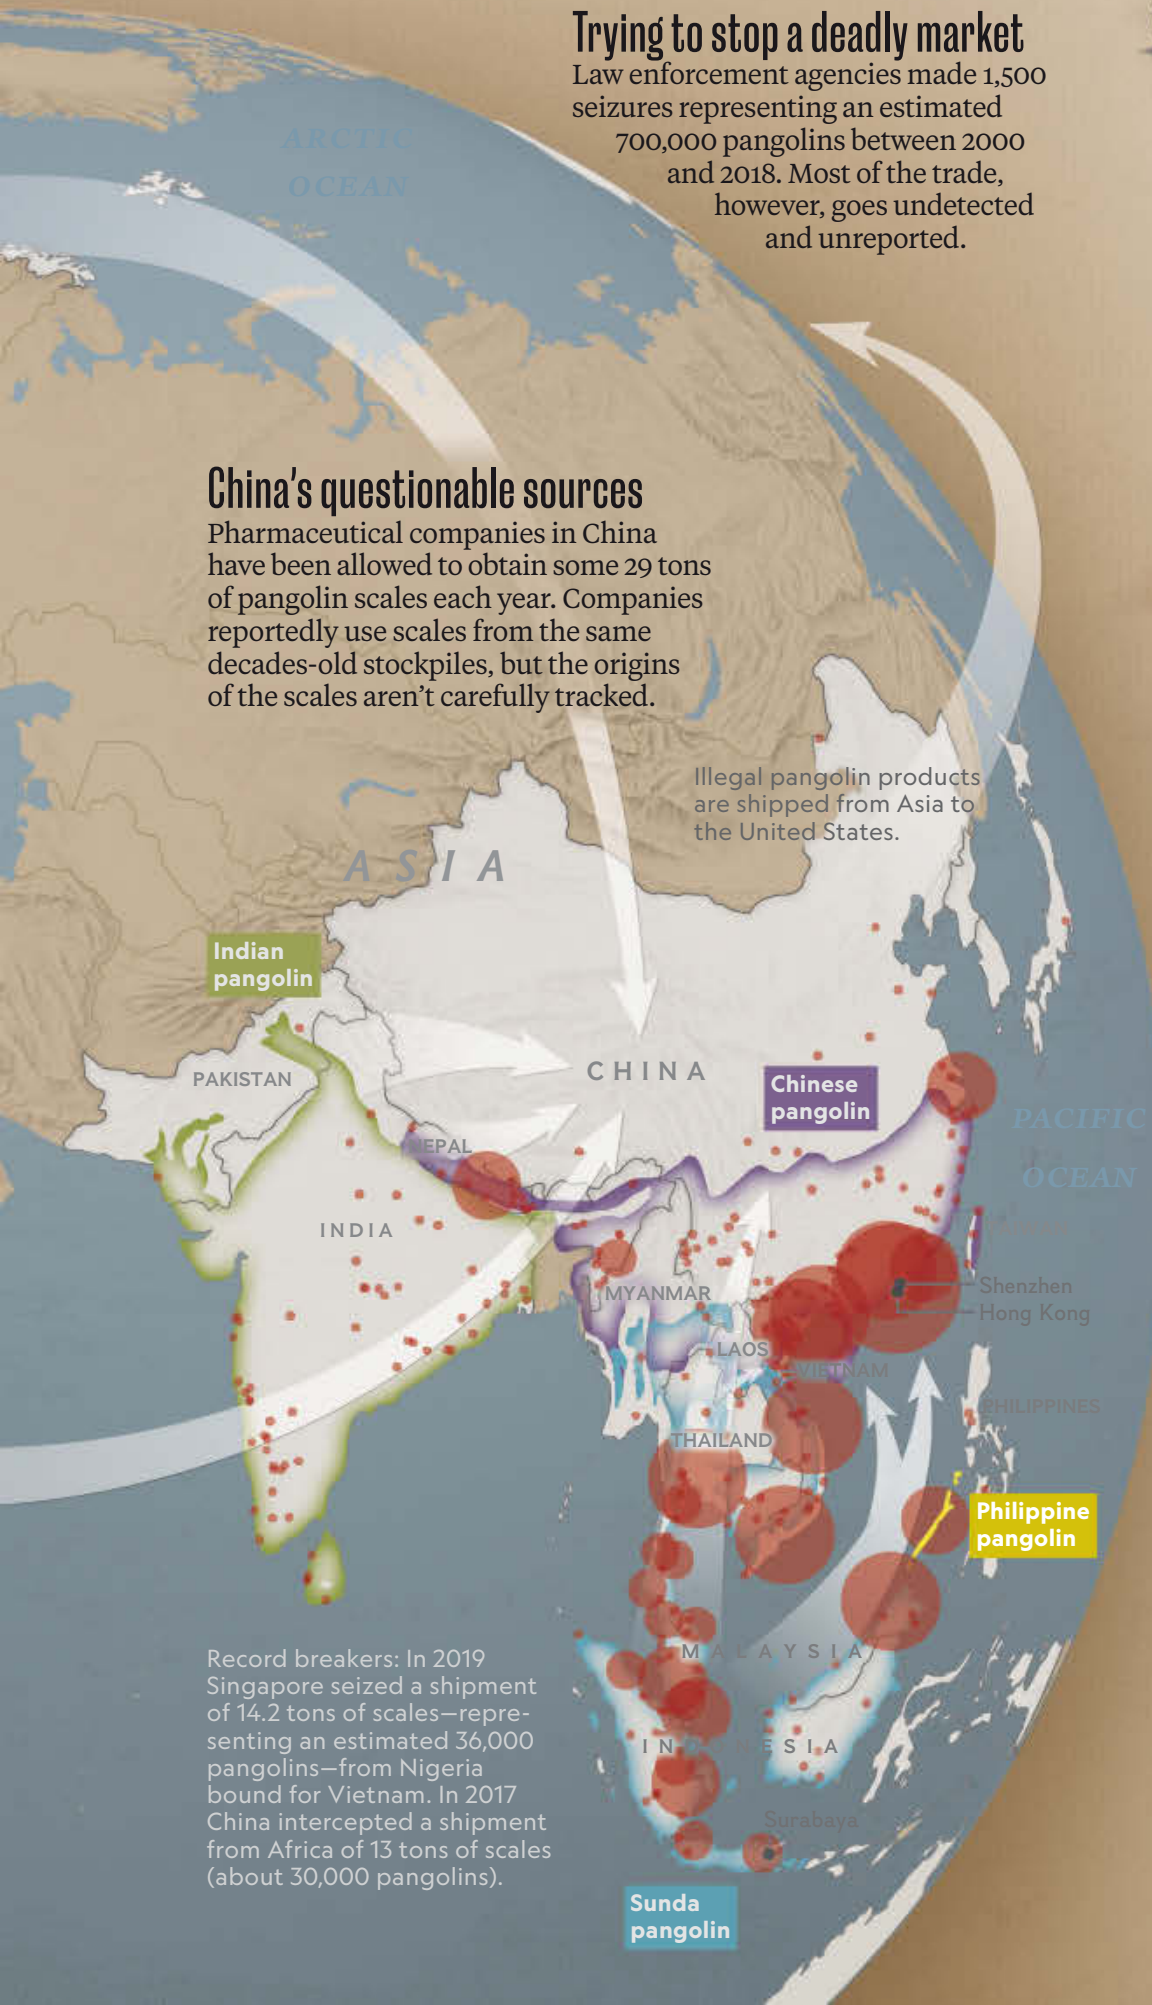 Trying to stop a deadly market
Law enforcement agencies made 1,500
seizures representing an estimated
700,000 pangolins between 2000
and 2018. Most of the trade,
however, goes undetected
and unreported.
ARCTIC
OCEAN
China's questionable sources
Pharmaceutical companies in China
have been allowed to obtain some 29 tons
of pangolin scales each year. Companies
reportedly use scales from the same
decades-old stockpiles, but the origins
of the scales aren't carefully tracked.
Illegal pangolin products
are shipped from Asia to
the United States.
ASIA
Indian
pangolin
PAKISTAN
CHINA
Chinese
pangolin
PACIFIC
OCEAN
NEPAL
INDIA
MYANMAR
Shenzhen
Hong Kong
LAOS
VIETNAM
PHILIPPINES
THAILAND
Philippine
pangolin
MALAYSIA
Record breakers: In 2019
Singapore seized a shipment
of 14.2 tons of scales—repre-
senting an estimated 36,000
pangolins—from Nigeria
bound for Vietnam. In 2017
China intercepted a shipment
from Africa of 13 tons of scales
(about 30,000 pangolins).
INDONESIA
Surabaya
Sunda
pangolin